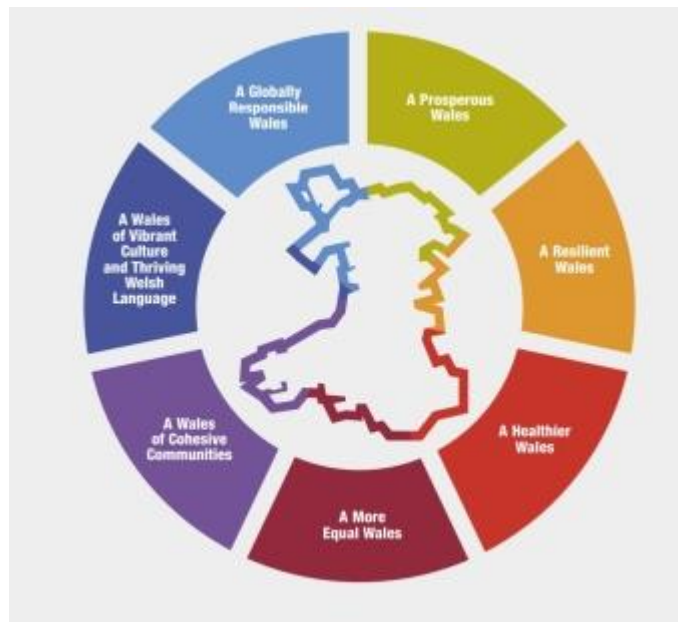 A Prosperous
Wales
A Resilient
Wales
A Healthier
Wales
A More
Equal Wales
A Wales
of Cohesive
Communities
A Wales
of Vibrant
Culture
and Thriving
Welsh
Language
A Globally
Responsible
Wales